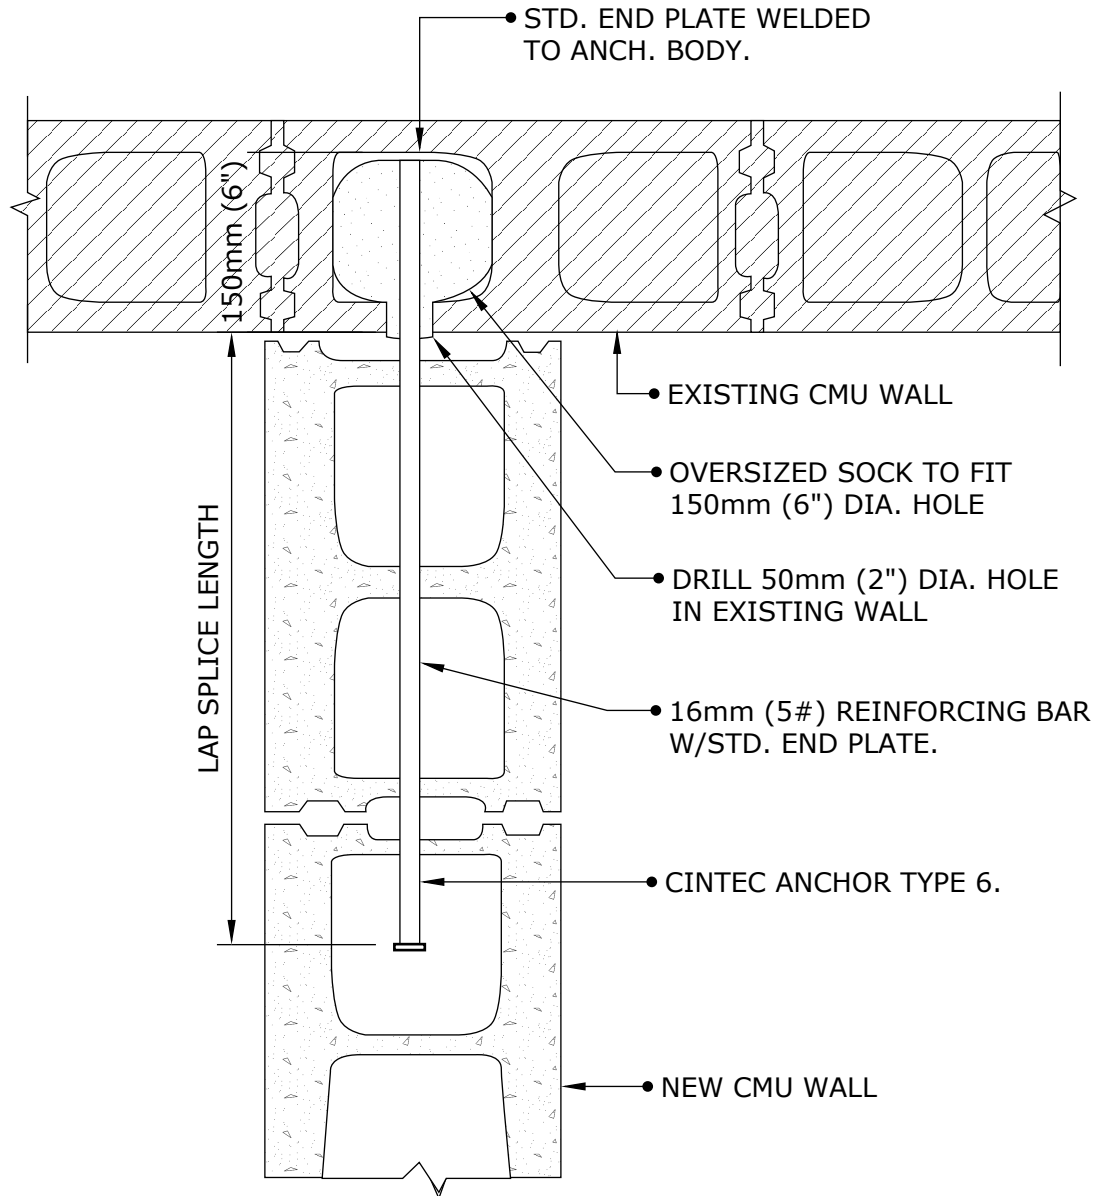 STD. END PLATE WELDED
TO ANCH. BODY.
150mm (6")
EXISTING CMU WALL
OVERSIZED SOCK TO FIT
150mm (6") DIA. HOLE
LAP SPLICE LENGTH
DRILL 50mm (2") DIA. HOLE
IN EXISTING WALL
16mm (5#) REINFORCING BAR
W/STD. END PLATE.
CINTEC ANCHOR TYPE 6.
NEW CMU WALL